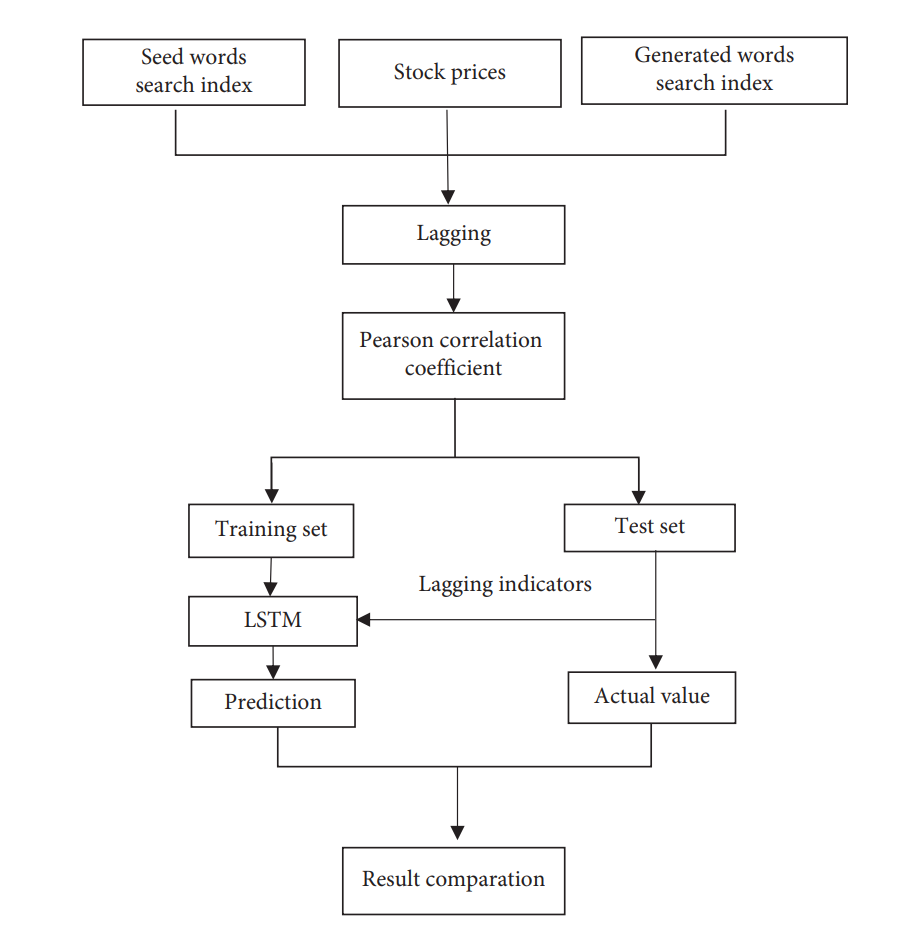 Seed words
search index
Stock prices
Generated words
search index
Lagging
Pearson correlation
coefficient
Training set
Test set
Lagging indicators
LSTM
Prediction
Actual value
Result comparation